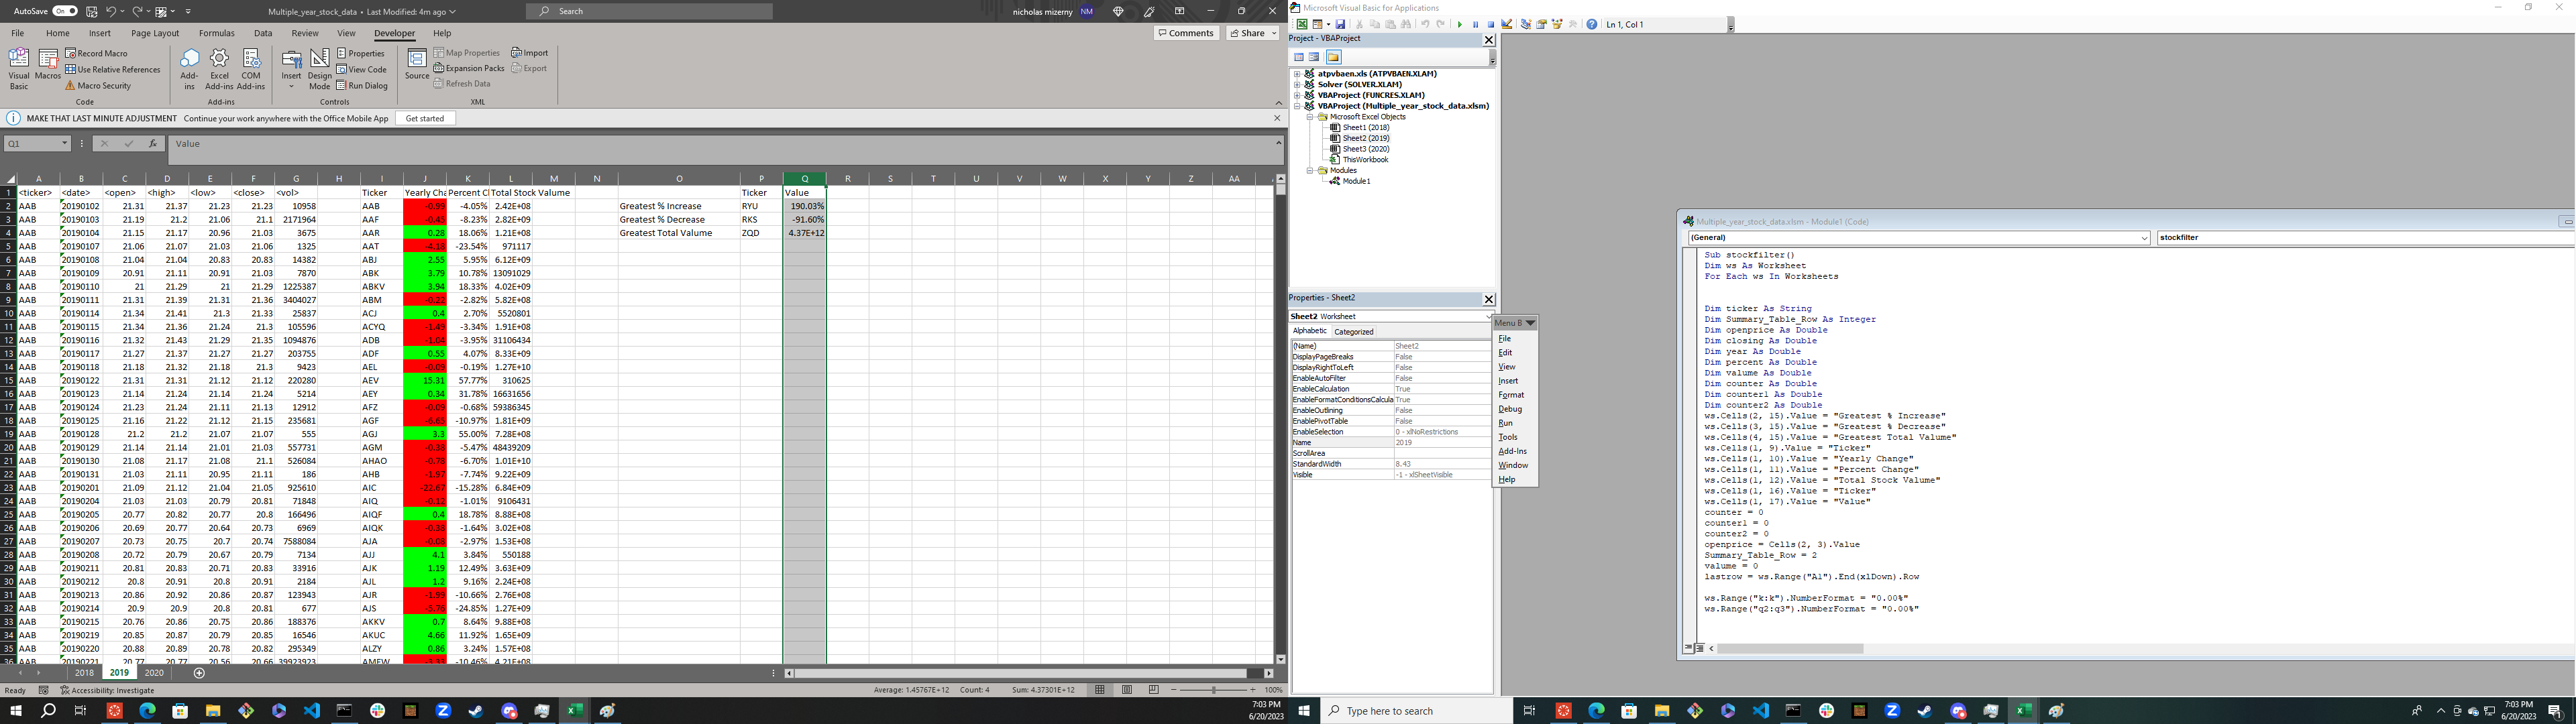 AutoSave On Multiple_year_stock_data • Last Modified: 4m ago Search nicholas mizerny NM
File Home Insert Page Layout Formulas Data Review View Developer Help Comments Share
Visual Basic Macros Record Macro Use Relative References Macro Security Code
Add-ins Excel Add-ins COM Add-ins Add-ins
Insert Design Mode Properties View Code Run Dialog Controls
Source Map Properties Expansion Packs Refresh Data Import Export XML
MAKE THAT LAST MINUTE ADJUSTMENT Continue your work anywhere with the Office Mobile App Get started
Q1 fx Value
A B C D E F G H I J K L M N O P Q R S T U V W X Y Z AA
1 <ticker> <date> <open> <high> <low> <close> <vol> Ticker Yearly Cha Percent C Total Stock Valume Ticker Value
2 AAB 20190102 21.31 21.37 21.23 21.23 10958 AAB -0.99 -4.05% 2.42E+08 Greatest % Increase RYU 190.03%
3 AAB 20190103 21.19 21.2 21.06 21.1 2171964 AAF -0.45 -8.23% 2.82E+09 Greatest % Decrease RKS -91.60%
4 AAB 20190104 21.15 21.17 20.96 21.03 3675 AAR 0.28 18.06% 1.21E+08 Greatest Total Valume ZQD 4.37E+12
5 AAB 20190107 21.06 21.07 21.03 21.06 1325 AAT -4.18 -23.54% 971117
6 AAB 20190108 21.04 21.04 20.83 20.83 14382 ABJ 2.55 5.95% 6.12E+09
7 AAB 20190109 20.91 21.11 20.91 21.03 7870 ABK 3.79 10.78% 13091029
8 AAB 20190110 21 21.29 21 21.29 1225387 ABKV 3.94 18.33% 4.02E+09
9 AAB 20190111 21.31 21.39 21.31 21.36 3404027 ABM -0.22 -2.82% 5.82E+08
10 AAB 20190114 21.34 21.41 21.3 21.33 25837 ACJ 0.4 2.70% 5520801
11 AAB 20190115 21.34 21.36 21.24 21.3 105596 ACYQ -1.49 -3.34% 1.91E+08
12 AAB 20190116 21.32 21.43 21.29 21.35 1094876 ADB -1.04 -3.95% 31106434
13 AAB 20190117 21.27 21.37 21.27 21.27 203755 ADF 0.55 4.07% 8.33E+09
14 AAB 20190118 21.18 21.32 21.18 21.3 9423 AEL -0.09 -0.19% 1.27E+10
15 AAB 20190122 21.31 21.31 21.12 21.12 220280 AEV 15.31 57.77% 310625
16 AAB 20190123 21.14 21.24 21.14 21.24 5214 AEY 0.34 31.78% 16631656
17 AAB 20190124 21.23 21.24 21.11 21.13 12912 AFZ -0.09 -0.68% 59386345
18 AAB 20190125 21.16 21.22 21.12 21.15 235681 AGF -6.65 -10.97% 1.81E+09
19 AAB 20190128 21.2 21.2 21.07 21.07 555 AGJ 3.3 55.00% 7.28E+08
20 AAB 20190129 21.14 21.14 21.01 21.03 557731 AGM -0.38 -5.47% 48439209
21 AAB 20190130 21.08 21.17 21.08 21.1 526084 AHAO -0.78 -6.70% 1.01E+10
22 AAB 20190131 21.03 21.11 20.95 21.11 186 AHB -1.97 -7.74% 9.22E+09
23 AAB 20190201 21.09 21.12 21.04 21.05 925610 AIC -22.67 -15.28% 6.84E+09
24 AAB 20190204 21.03 21.03 20.79 20.81 71848 AIQ -0.12 -1.01% 9106431
25 AAB 20190205 20.77 20.82 20.77 20.8 166496 AIQF 0.4 18.78% 8.88E+08
26 AAB 20190206 20.69 20.77 20.64 20.73 6969 AIQK -0.38 -1.64% 3.02E+08
27 AAB 20190207 20.73 20.75 20.7 20.74 7588084 AJA -0.08 -2.97% 1.53E+08
28 AAB 20190208 20.72 20.79 20.67 20.79 7134 AJJ 4.1 3.84% 550188
29 AAB 20190211 20.81 20.83 20.71 20.83 33916 AJK 1.19 12.49% 3.63E+09
30 AAB 20190212 20.8 20.91 20.8 20.91 2184 AJL 1.2 9.16% 2.24E+08
31 AAB 20190213 20.86 20.92 20.86 20.87 123943 AJR -1.99 -10.66% 2.76E+08
32 AAB 20190214 20.9 20.9 20.8 20.81 677 AJS -5.76 -24.85% 1.27E+09
33 AAB 20190215 20.76 20.86 20.75 20.86 188376 AKKV 0.7 8.64% 9.88E+08
34 AAB 20190219 20.85 20.87 20.79 20.85 16546 AKUC 4.66 11.92% 1.65E+09
35 AAB 20190220 20.88 20.89 20.78 20.82 295349 ALZY 0.86 3.24% 1.57E+08
36 AAB 20190221 20.77 20.77 20.56 20.66 39923923 AMEW -3.33 -10.46% 4.21E+08
2018 2019 2020
Ready Accessibility: Investigate Average: 1.45767E+12 Count: 4 Sum: 4.37301E+12 100%
7:03 PM
6/20/2023
Microsoft Visual Basic for Applications
Ln 1, Col 1
Project - VBAProject
atpvbaen.xls (ATPVBAEN.XLAM)
Solver (SOLVER.XLAM)
VBAProject (FUNCRES.XLAM)
VBAProject (Multiple_year_stock_data.xlsm)
Microsoft Excel Objects
Sheet1 (2018)
Sheet2 (2019)
Sheet3 (2020)
ThisWorkbook
Modules
Module1
Properties - Sheet2
Sheet2 Worksheet
Alphabetic Categorized
(Name) Sheet2
DisplayPageBreaks False
DisplayRightToLeft False
EnableAutoFilter False
EnableCalculation True
EnableFormatConditionsCalcula True
EnableOutlining False
EnablePivotTable False
EnableSelection 0 - xlNoRestrictions
Name 2019
ScrollArea
StandardWidth 8.43
Visible -1 - xlSheetVisible
Menu B
File
Edit
View
Insert
Format
Debug
Run
Tools
Add-Ins
Window
Help
Multiple_year_stock_data.xlsm - Module1 (Code)
(General) stockfilter
Sub stockfilter()
Dim ws As Worksheet
For Each ws In Worksheets
Dim ticker As String
Dim Summary_Table_Row As Integer
Dim openprice As Double
Dim closing As Double
Dim year As Double
Dim percent As Double
Dim valume As Double
Dim counter As Double
Dim counter1 As Double
Dim counter2 As Double
ws.Cells(2, 15).Value = "Greatest % Increase"
ws.Cells(3, 15).Value = "Greatest % Decrease"
ws.Cells(4, 15).Value = "Greatest Total Valume"
ws.Cells(1, 9).Value = "Ticker"
ws.Cells(1, 10).Value = "Yearly Change"
ws.Cells(1, 11).Value = "Percent Change"
ws.Cells(1, 12).Value = "Total Stock Valume"
ws.Cells(1, 16).Value = "Ticker"
ws.Cells(1, 17).Value = "Value"
counter = 0
counter1 = 0
counter2 = 0
openprice = Cells(2, 3).Value
Summary_Table_Row = 2
valume = 0
lastrow = ws.Range("A1").End(xlDown).Row
ws.Range("k:k").NumberFormat = "0.00%"
ws.Range("q2:q3").NumberFormat = "0.00%"
Type here to search
7:03 PM
6/20/2023